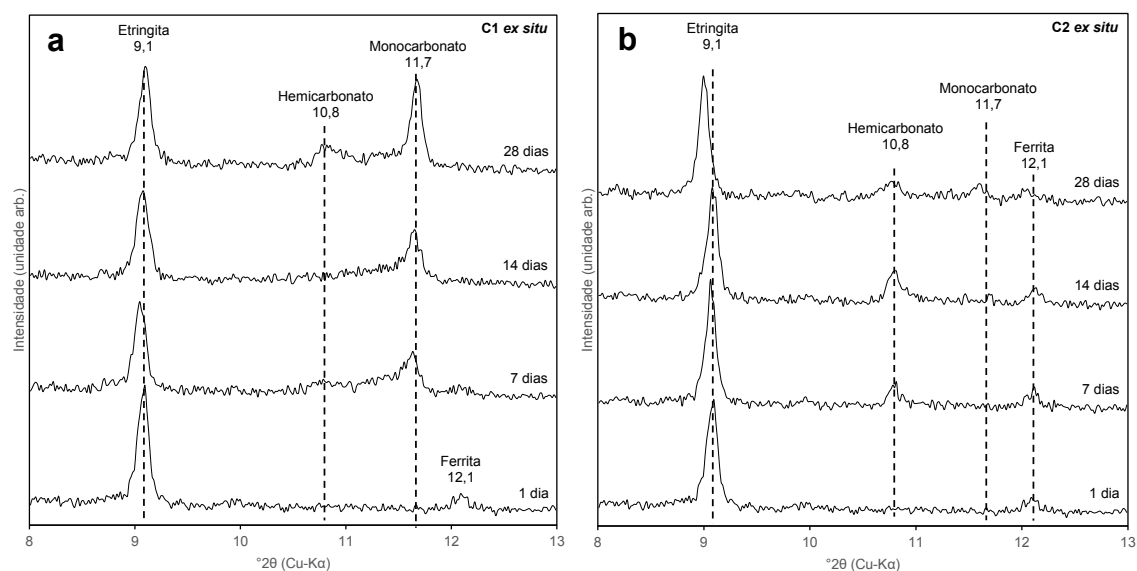 a
C1 ex situ
Etringita
9,1
Monocarbonato
11,7
Hemicarbonato
10,8
28 dias
14 dias
7 dias
Ferrita
12,1
1 dia
Intensidade (unidade arb.)
8 9 10 11 12 13
°2θ (Cu-Kα)
b
C2 ex situ
Etringita
9,1
Monocarbonato
11,7
Hemicarbonato
10,8
Ferrita
12,1
28 dias
14 dias
7 dias
1 dia
Intensidade (unidade arb.)
8 9 10 11 12 13
°2θ (Cu-Kα)